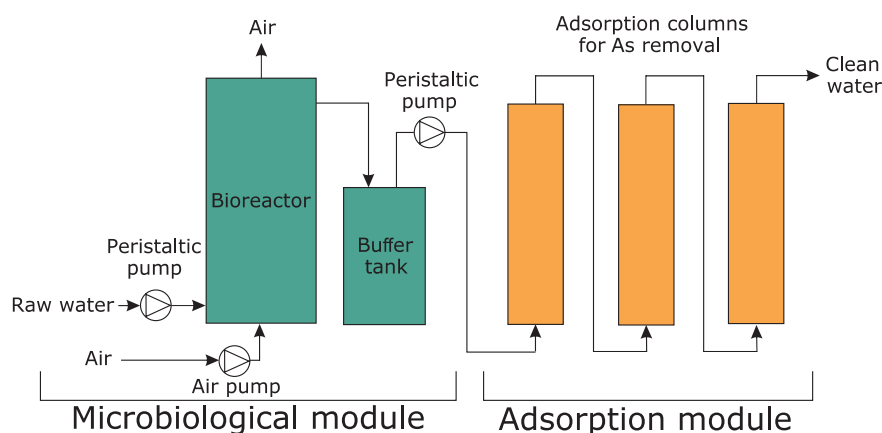 Air
Adsorption columns
for As removal
Clean
water
Peristaltic
pump
Bioreactor
Buffer
tank
Peristaltic
pump
Raw water
Air
Air pump
Microbiological module
Adsorption module